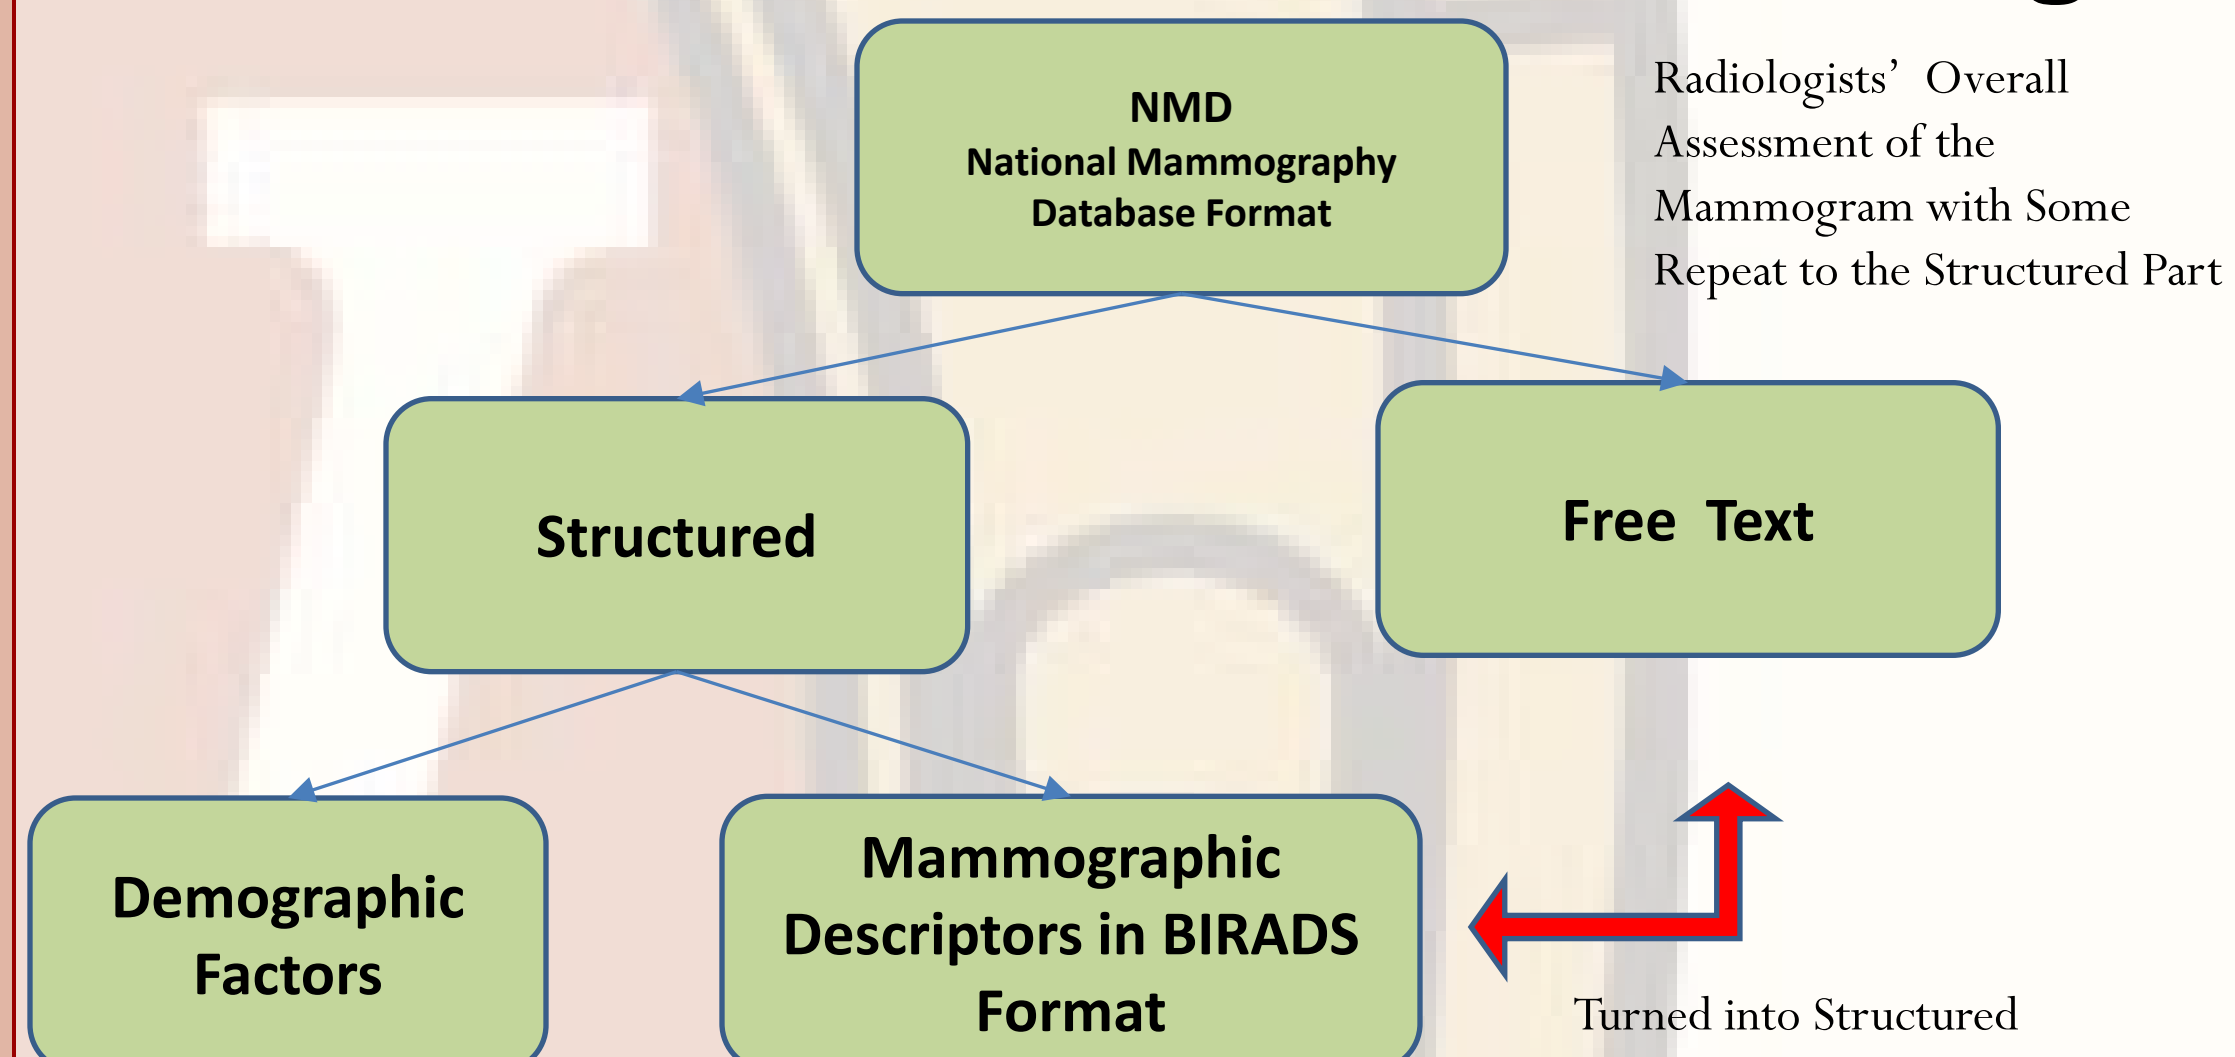 NMD
National Mammography
Database Format
Radiologists’ Overall
Assessment of the
Mammogram with Some
Repeat to the Structured Part
Structured
Free Text
Demographic
Factors
Mammographic
Descriptors in BIRADS
Format
Turned into Structured